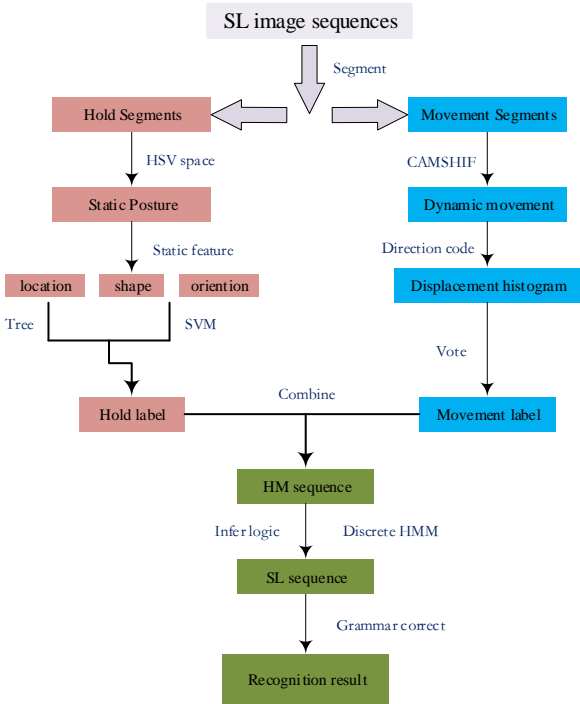 SL image sequences
Segment
Hold Segments
Movement Segments
HSV space
CAMSHIF
Static Posture
Dynamic movement
Static feature
Direction code
location
shape
oriention
Displacement histogram
Tree
SVM
Vote
Hold label
Combine
Movement label
HM sequence
Infer logic
Discrete HMM
SL sequence
Grammar correct
Recognition result